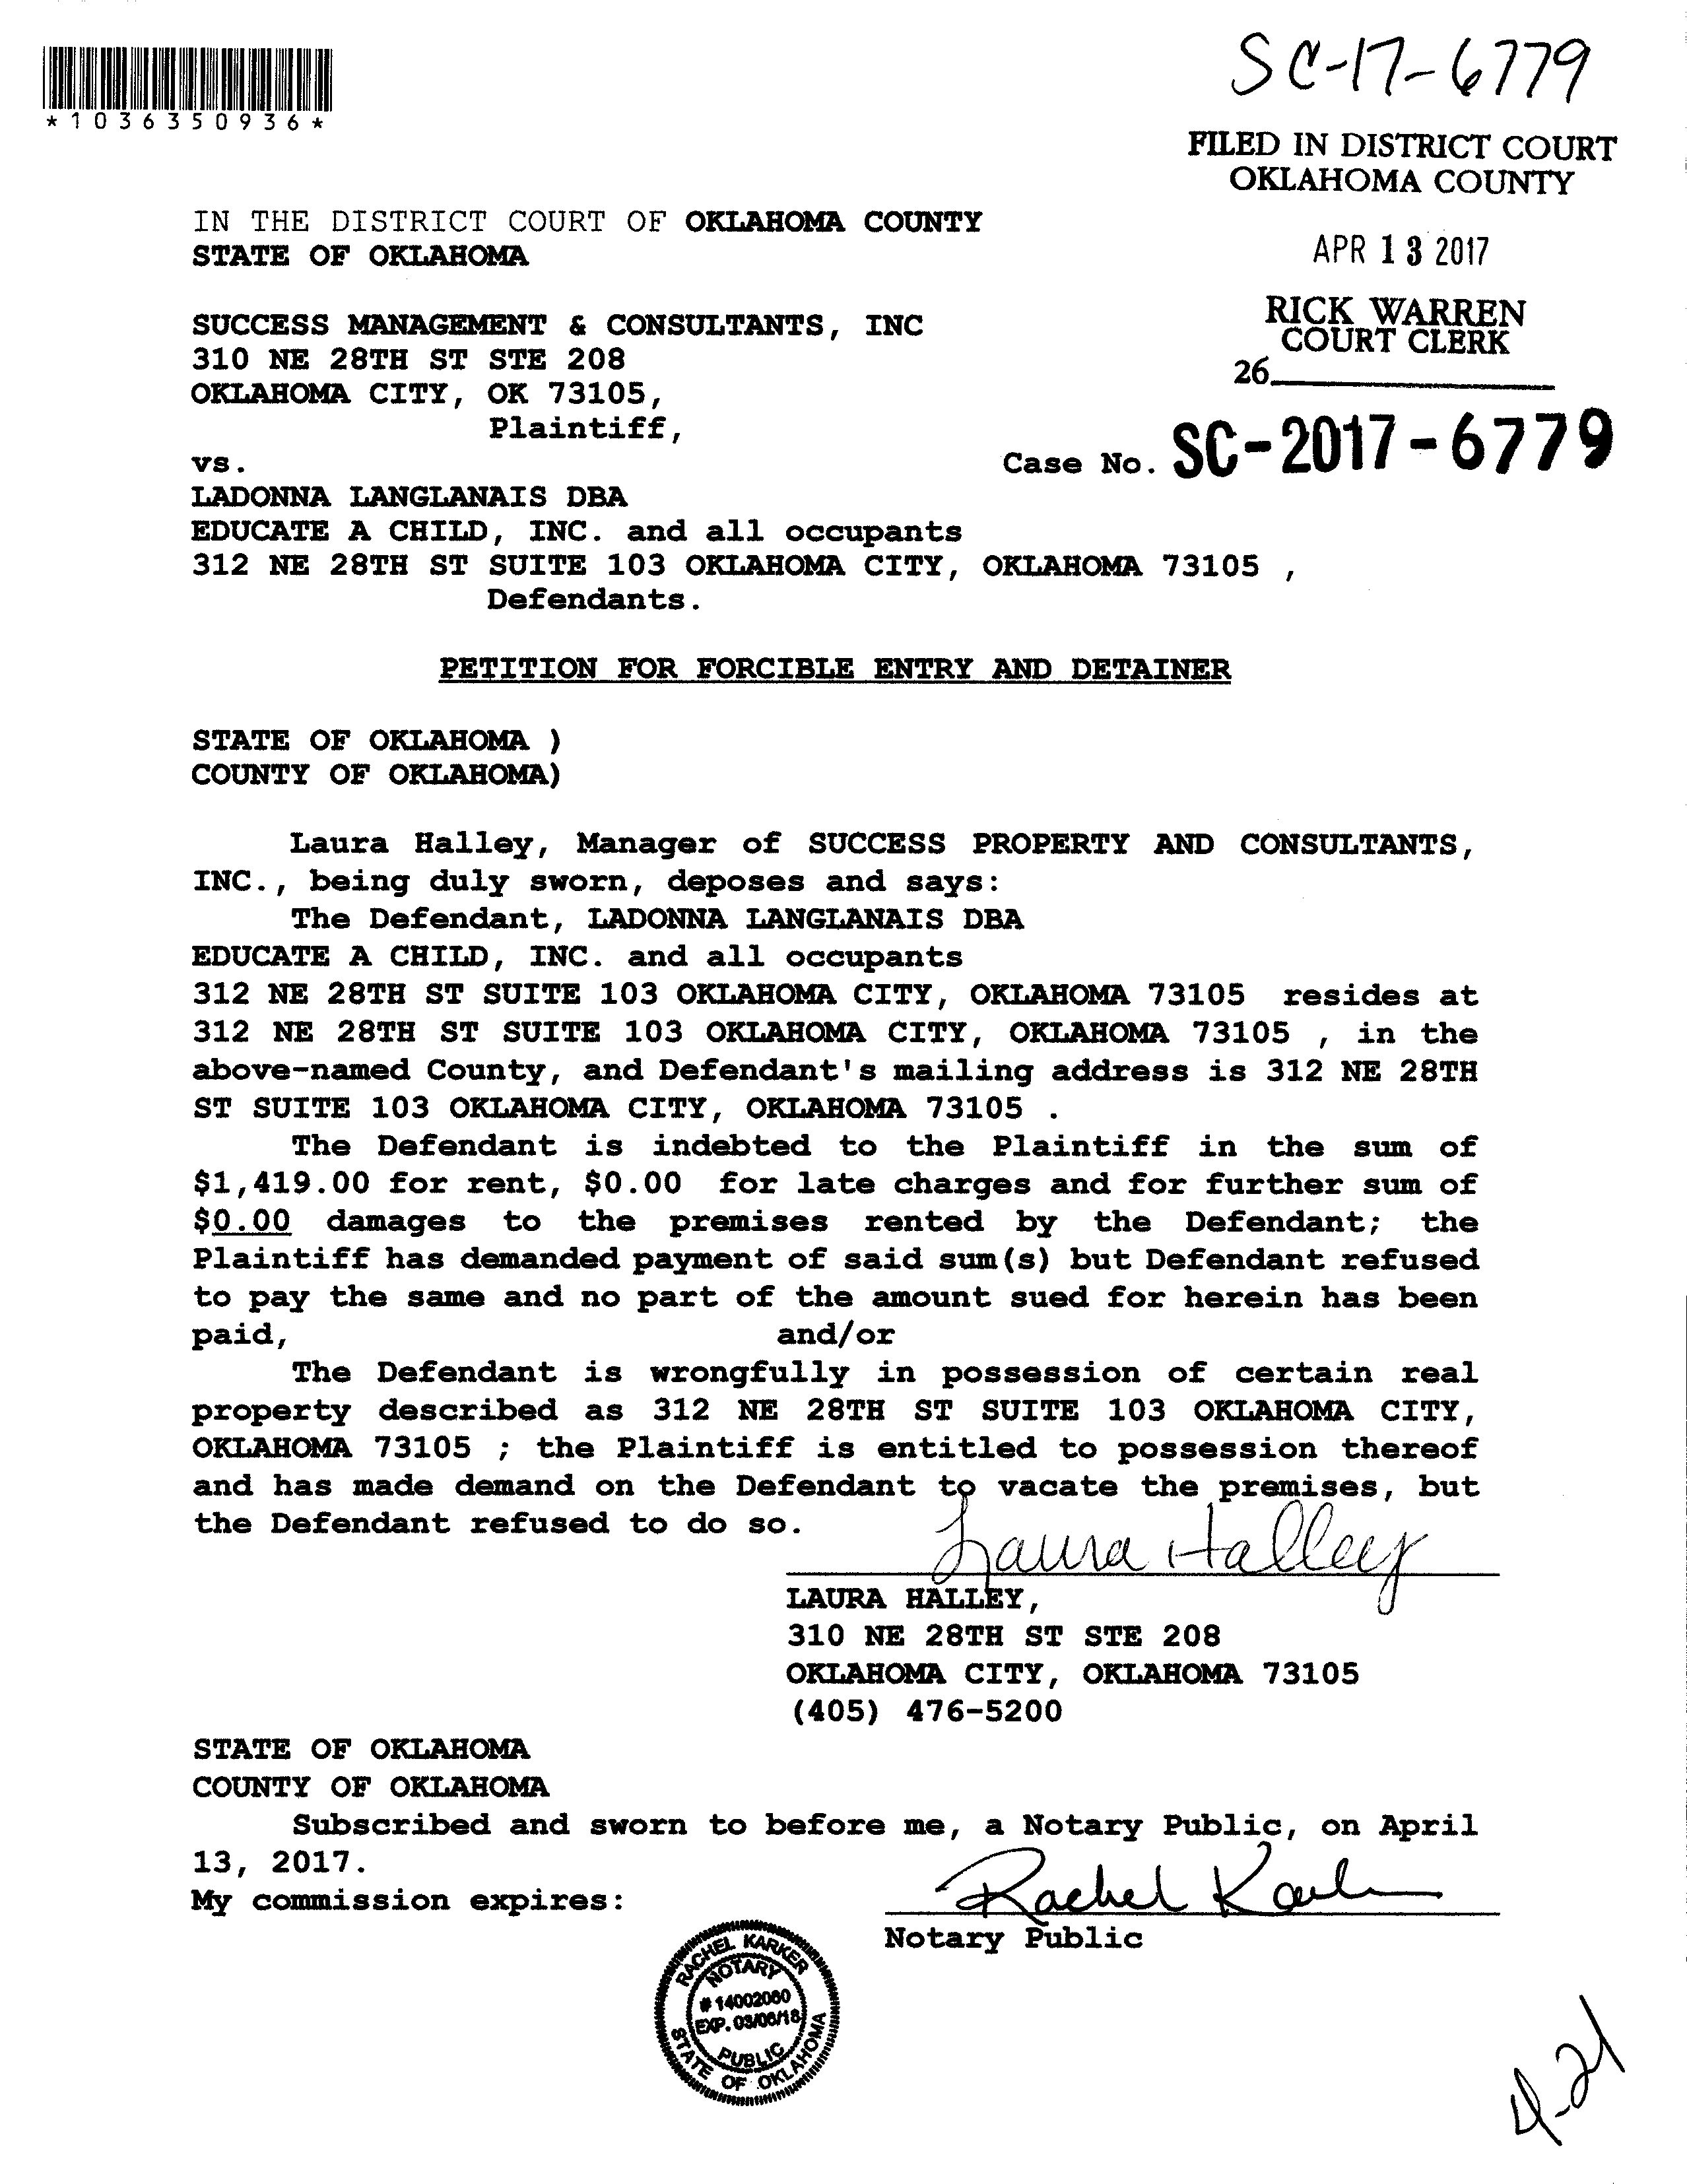 *1036350936*
SC-17-6779
FILED IN DISTRICT COURT
OKLAHOMA COUNTY
IN THE DISTRICT COURT OF OKLAHOMA COUNTY
STATE OF OKLAHOMA
APR 13 2017
RICK WARREN
COURT CLERK
26
SUCCESS MANAGEMENT & CONSULTANTS, INC
310 NE 28TH ST STE 208
OKLAHOMA CITY, OK 73105,
Plaintiff,
vs.
Case No. SC-2017-6779
LADONNA LANGLANAIS DBA
EDUCATE A CHILD, INC. and all occupants
312 NE 28TH ST SUITE 103 OKLAHOMA CITY, OKLAHOMA 73105 ,
Defendants.
PETITION FOR FORCIBLE ENTRY AND DETAINER
STATE OF OKLAHOMA )
COUNTY OF OKLAHOMA)
Laura Halley, Manager of SUCCESS PROPERTY AND CONSULTANTS,
INC., being duly sworn, deposes and says:
The Defendant, LADONNA LANGLANAIS DBA
EDUCATE A CHILD, INC. and all occupants
312 NE 28TH ST SUITE 103 OKLAHOMA CITY, OKLAHOMA 73105 resides at
312 NE 28TH ST SUITE 103 OKLAHOMA CITY, OKLAHOMA 73105 , in the
above-named County, and Defendant's mailing address is 312 NE 28TH
ST SUITE 103 OKLAHOMA CITY, OKLAHOMA 73105 .
The Defendant is indebted to the Plaintiff in the sum of
$1,419.00 for rent, $0.00 for late charges and for further sum of
$0.00 damages to the premises rented by the Defendant; the
Plaintiff has demanded payment of said sum(s) but Defendant refused
to pay the same and no part of the amount sued for herein has been
paid, and/or
The Defendant is wrongfully in possession of certain real
property described as 312 NE 28TH ST SUITE 103 OKLAHOMA CITY,
OKLAHOMA 73105 ; the Plaintiff is entitled to possession thereof
and has made demand on the Defendant to vacate the premises, but
the Defendant refused to do so.
Laura Halley
LAURA HALLEY,
310 NE 28TH ST STE 208
OKLAHOMA CITY, OKLAHOMA 73105
(405) 476-5200
STATE OF OKLAHOMA
COUNTY OF OKLAHOMA
Subscribed and sworn to before me, a Notary Public, on April
13, 2017.
My commission expires:
Rachel Karker
Notary Public
RACHEL KARKER
NOTARY
# 14002060
EXP. 03/06/18
PUBLIC
STATE OF OKLAHOMA
4-21